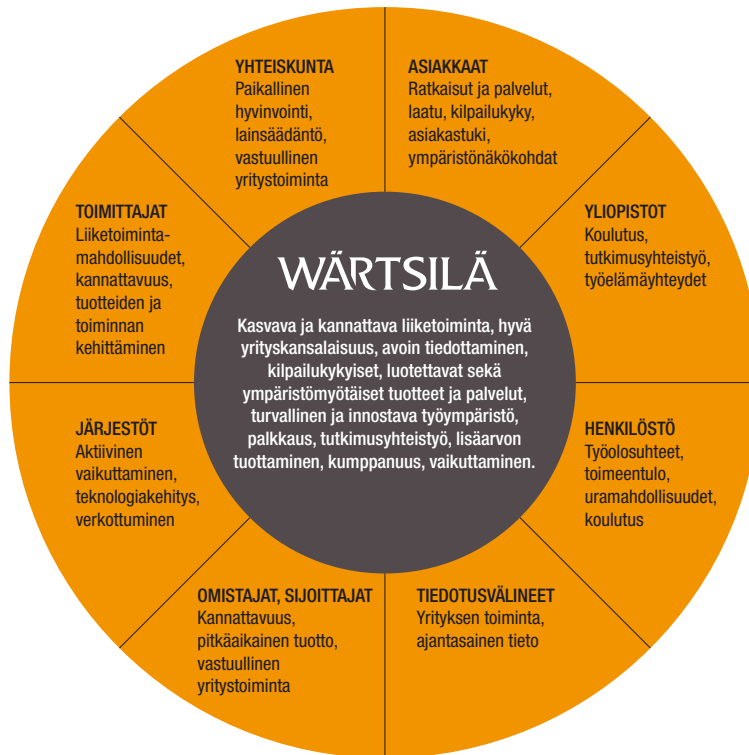 YHTEISKUNTA
Paikallinen
hyvinvointi,
lainsäädäntö,
vastuullinen
yritystoiminta
ASIAKKAAT
Ratkaisut ja palvelut,
laatu, kilpailukyky,
asiakastuki,
ympäristönäkökohdat
TOIMITTAJAT
Liiketoiminta-
mahdollisuudet,
kannattavuus,
tuotteiden ja
toiminnan
kehittäminen
YLIOPISTOT
Koulutus,
tutkimusyhteistyö,
työelämäyhteydet
WÄRTSILÄ
Kasvava ja kannattava liiketoiminta, hyvä
yrityskansalaisuus, avoin tiedottaminen,
kilpailukykyiset, luotettavat sekä
ympäristömyötäiset tuotteet ja palvelut,
turvallinen ja innostava työympäristö,
palkkaus, tutkimusyhteistyö, lisäarvon
tuottaminen, kumppanuus, vaikuttaminen.
JÄRJESTÖT
Aktiivinen
vaikuttaminen,
teknologiakehitys,
verkottuminen
HENKILÖSTÖ
Työolosuhteet,
toimeentulo,
uramahdollisuudet,
koulutus
OMISTAJAT, SIJOITTAJAT
Kannattavuus,
pitkäaikainen tuotto,
vastuullinen
yritystoiminta
TIEDOTUSVÄLINEET
Yrityksen toiminta,
ajantasainen tieto